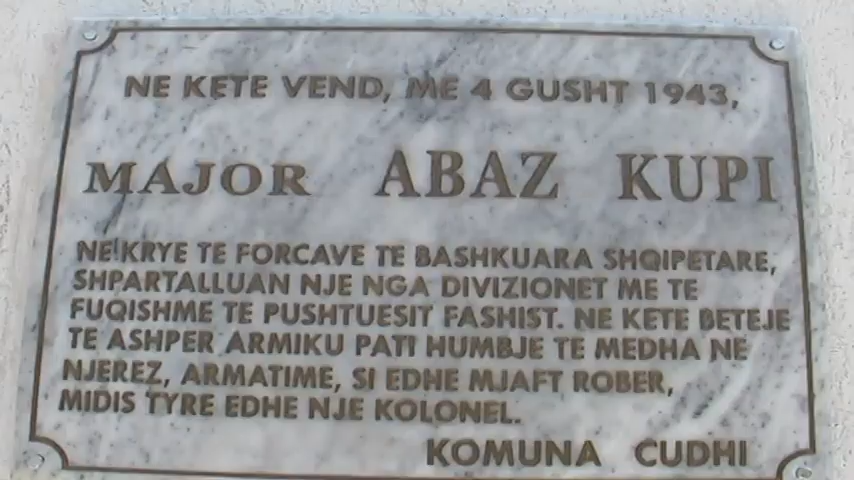 NE KETE VEND, ME 4 GUSHT 1943,
MAJOR ABAZ KUPI
NE KRYE TE FORCAVE TE BASHKUARA SHQIPETARE,
SHPARTALLUAN NJE NGA DIVIZIONET ME TE
FUQISHME TE PUSHTUESIT FASHIST. NE KETE BETEJE
TE ASHPER ARMIKU PATI HUMBJE TE MEDHA NE
NJEREZ, ARMATIME, SI EDHE MJAFT ROBER,
MIDIS TYRE EDHE NJE KOLONEL.
KOMUNA CUDHI